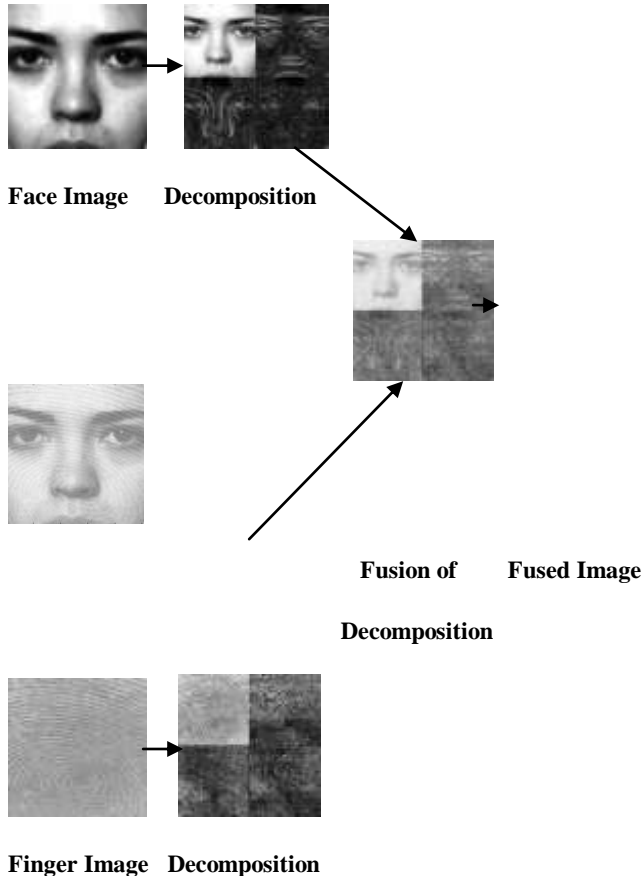 Face Image Decomposition
Fusion of Fused Image
Decomposition
Finger Image Decomposition